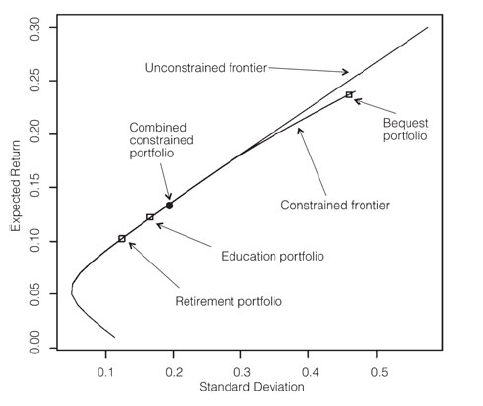 0.30
0.25
0.20
0.15
0.10
0.05
0.00
Expected Return
Unconstrained frontier
Combined
constrained
portfolio
Bequest
portfolio
Constrained frontier
Education portfolio
Retirement portfolio
0.1 0.2 0.3 0.4 0.5
Standard Deviation